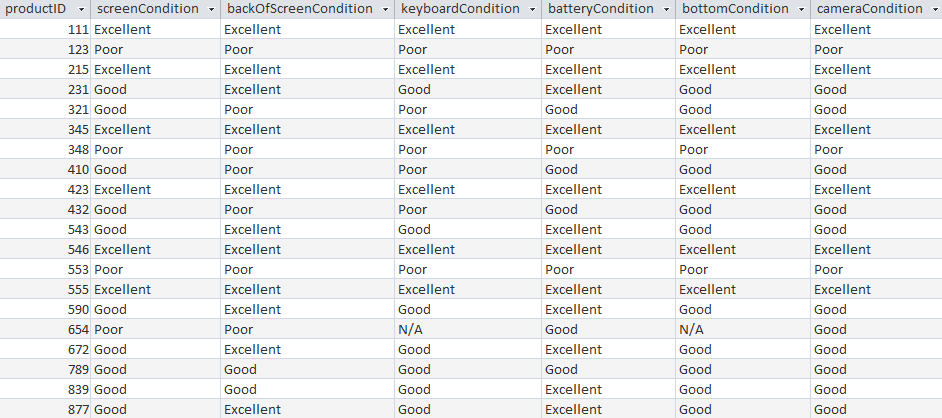 productID screenCondition backOfScreenCondition keyboardCondition batteryCondition bottomCondition cameraCondition
111 Excellent Excellent Excellent Excellent Excellent Excellent
123 Poor Poor Poor Poor Poor Poor
215 Excellent Excellent Excellent Excellent Excellent Excellent
231 Good Excellent Good Excellent Good Good
321 Good Poor Poor Good Good Good
345 Excellent Excellent Excellent Excellent Excellent Excellent
348 Poor Poor Poor Poor Poor Poor
410 Good Poor Poor Good Good Good
423 Excellent Excellent Excellent Excellent Excellent Excellent
432 Good Poor Poor Good Good Good
543 Good Excellent Good Excellent Good Good
546 Excellent Excellent Excellent Excellent Excellent Excellent
553 Poor Poor Poor Poor Poor Poor
555 Excellent Excellent Excellent Excellent Excellent Excellent
590 Good Excellent Good Excellent Good Good
654 Poor Poor N/A Good N/A Good
672 Good Excellent Good Excellent Good Good
789 Good Good Good Good Good Good
839 Good Good Good Excellent Good Good
877 Good Excellent Good Excellent Good Good